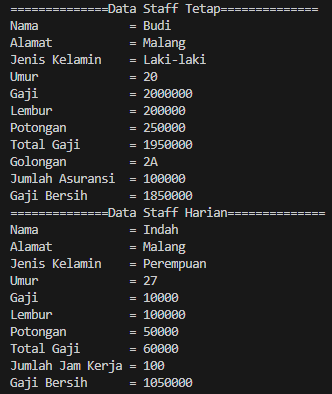 ==============Data Staff Tetap==============
Nama             = Budi
Alamat           = Malang
Jenis Kelamin    = Laki-laki
Umur             = 20
Gaji             = 2000000
Lembur           = 200000
Potongan         = 250000
Total Gaji       = 1950000
Golongan         = 2A
Jumlah Asuransi  = 100000
Gaji Bersih      = 1850000
==============Data Staff Harian==============
Nama             = Indah
Alamat           = Malang
Jenis Kelamin    = Perempuan
Umur             = 27
Gaji             = 10000
Lembur           = 100000
Potongan         = 50000
Total Gaji       = 60000
Jumlah Jam Kerja = 100
Gaji Bersih      = 1050000